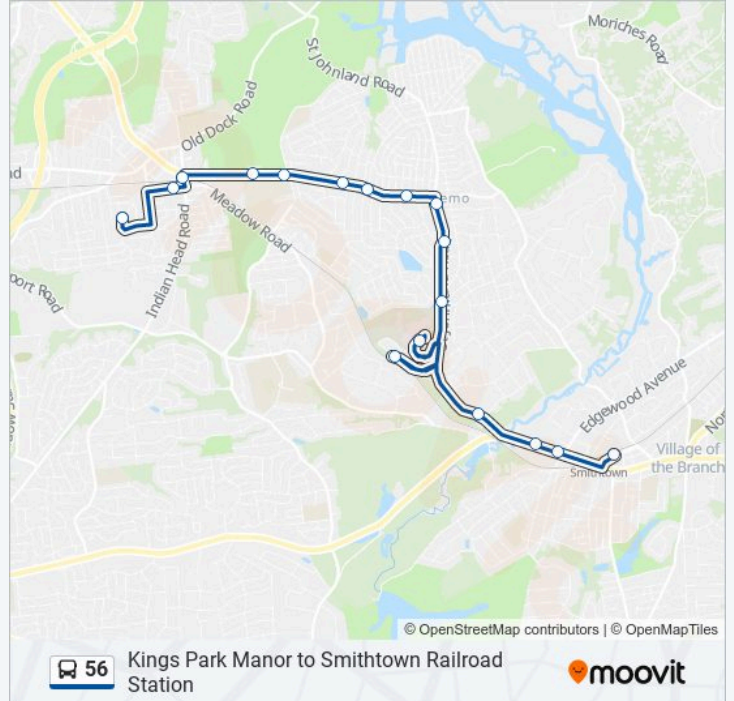 Moriches Road
St Johnland Road
Old Dock Road
Meadow Road
Indian Head Road
Edgewood Avenue
Village of
the Branch
Smithtown
© OpenStreetMap contributors | © OpenMapTiles
56
Kings Park Manor to Smithtown Railroad
Station
moovit